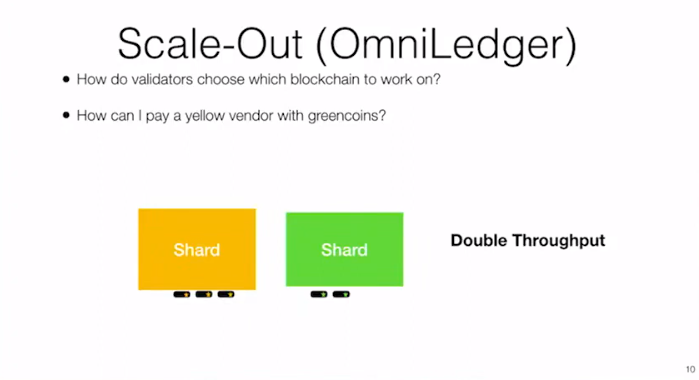 Scale-Out (OmniLedger)
• How do validators choose which blockchain to work on?
• How can I pay a yellow vendor with greencoins?
Shard
Shard
Double Throughput
10